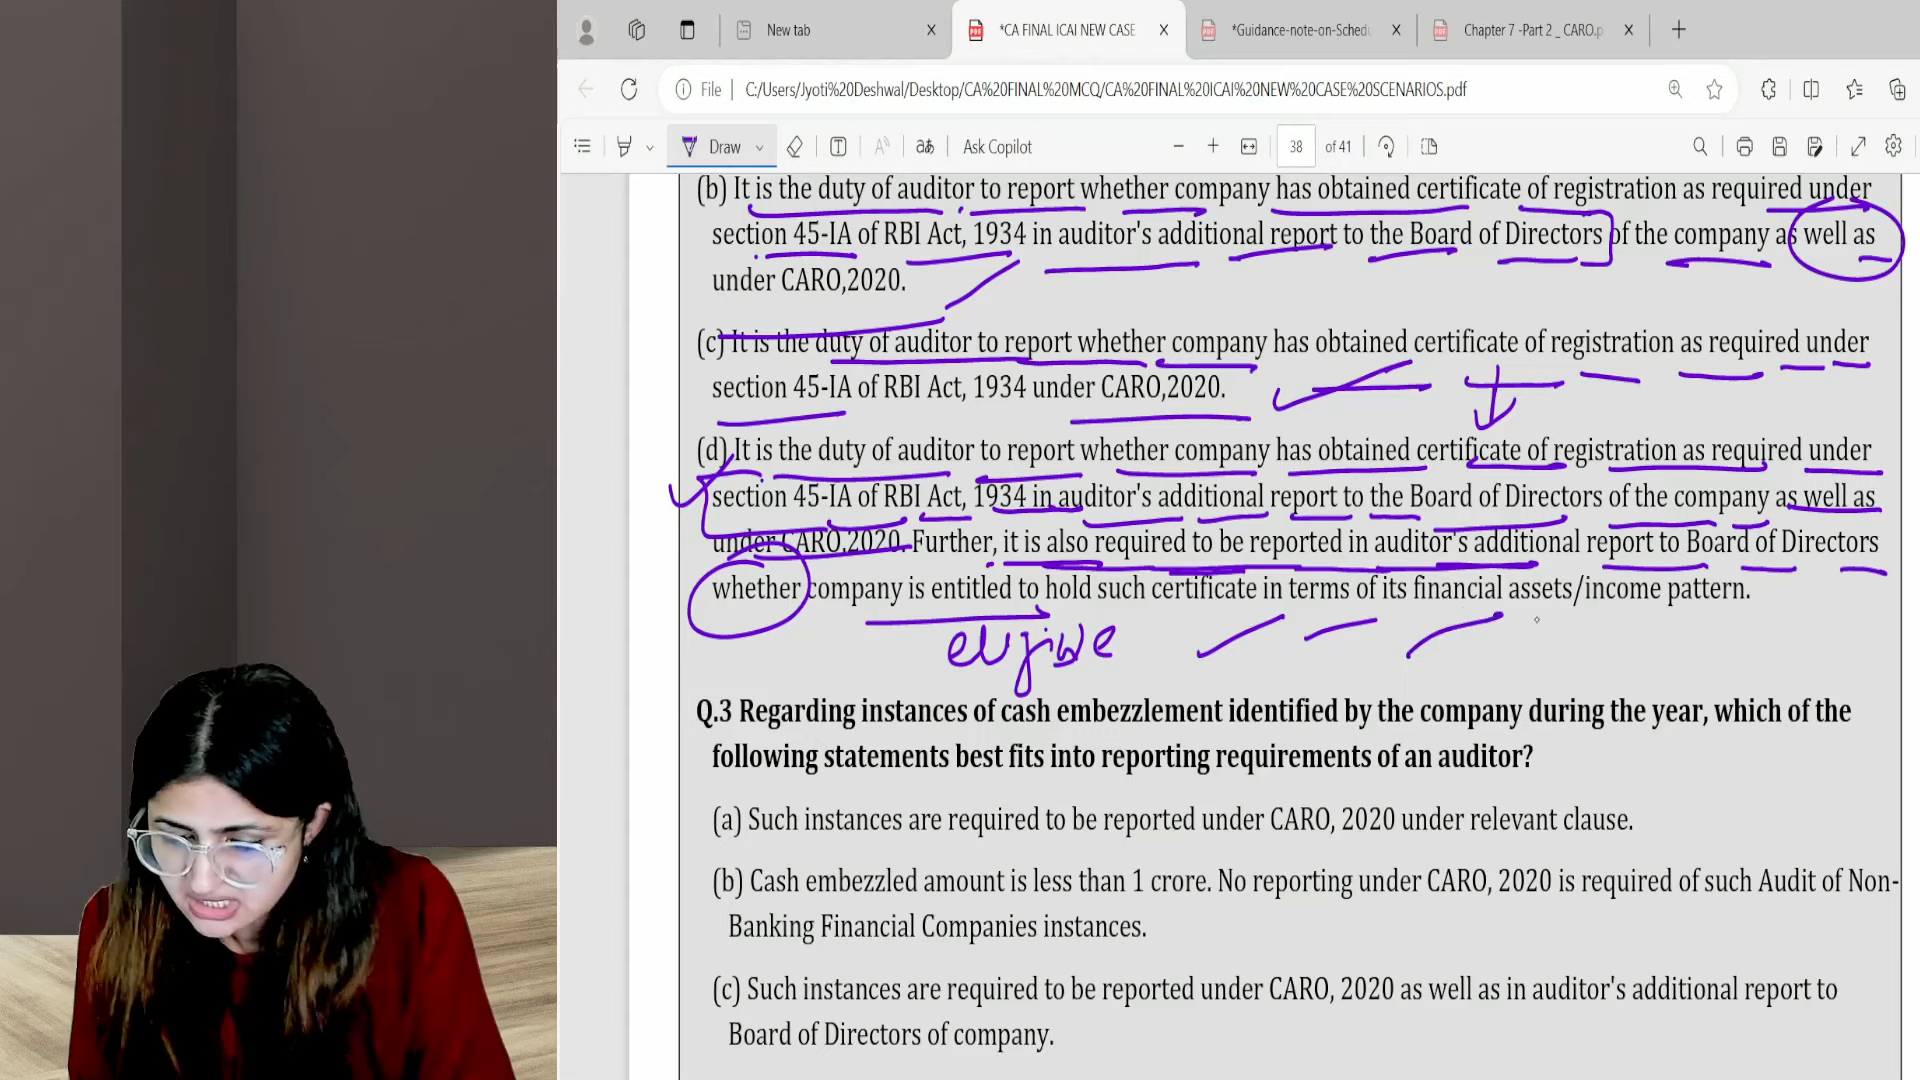 New tab
*CA FINAL ICAI NEW CASE
*Guidance-note-on-Sched
Chapter 7 -Part 2 _ CARO.p
File
C:/Users/Jyoti%20Deshwal/Desktop/CA%20FINAL%20MCQ/CA%20FINAL%20ICAI%20NEW%20CASE%20SCENARIOS.pdf
Draw
Ask Copilot
38 of 41
(b) It is the duty of auditor to report whether company has obtained certificate of registration as required under
section 45-IA of RBI Act, 1934 in auditor's additional report to the Board of Directors of the company as well as
under CARO,2020.
(c) It is the duty of auditor to report whether company has obtained certificate of registration as required under
section 45-IA of RBI Act, 1934 under CARO,2020.
(d) It is the duty of auditor to report whether company has obtained certificate of registration as required under
section 45-IA of RBI Act, 1934 in auditor's additional report to the Board of Directors of the company as well as
under CARO,2020. Further, it is also required to be reported in auditor's additional report to Board of Directors
whether company is entitled to hold such certificate in terms of its financial assets/income pattern.
eligible
Q.3 Regarding instances of cash embezzlement identified by the company during the year, which of the
following statements best fits into reporting requirements of an auditor?
(a) Such instances are required to be reported under CARO, 2020 under relevant clause.
(b) Cash embezzled amount is less than 1 crore. No reporting under CARO, 2020 is required of such Audit of Non-
Banking Financial Companies instances.
(c) Such instances are required to be reported under CARO, 2020 as well as in auditor's additional report to
Board of Directors of company.